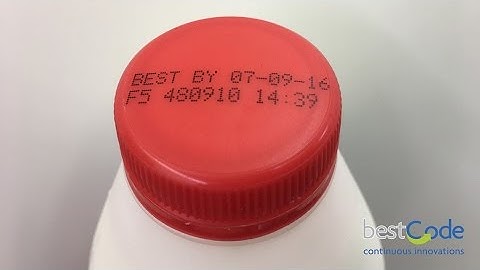 BEST BY 07-09-16
F5 480910 14:39
bestCode
continuous innovations